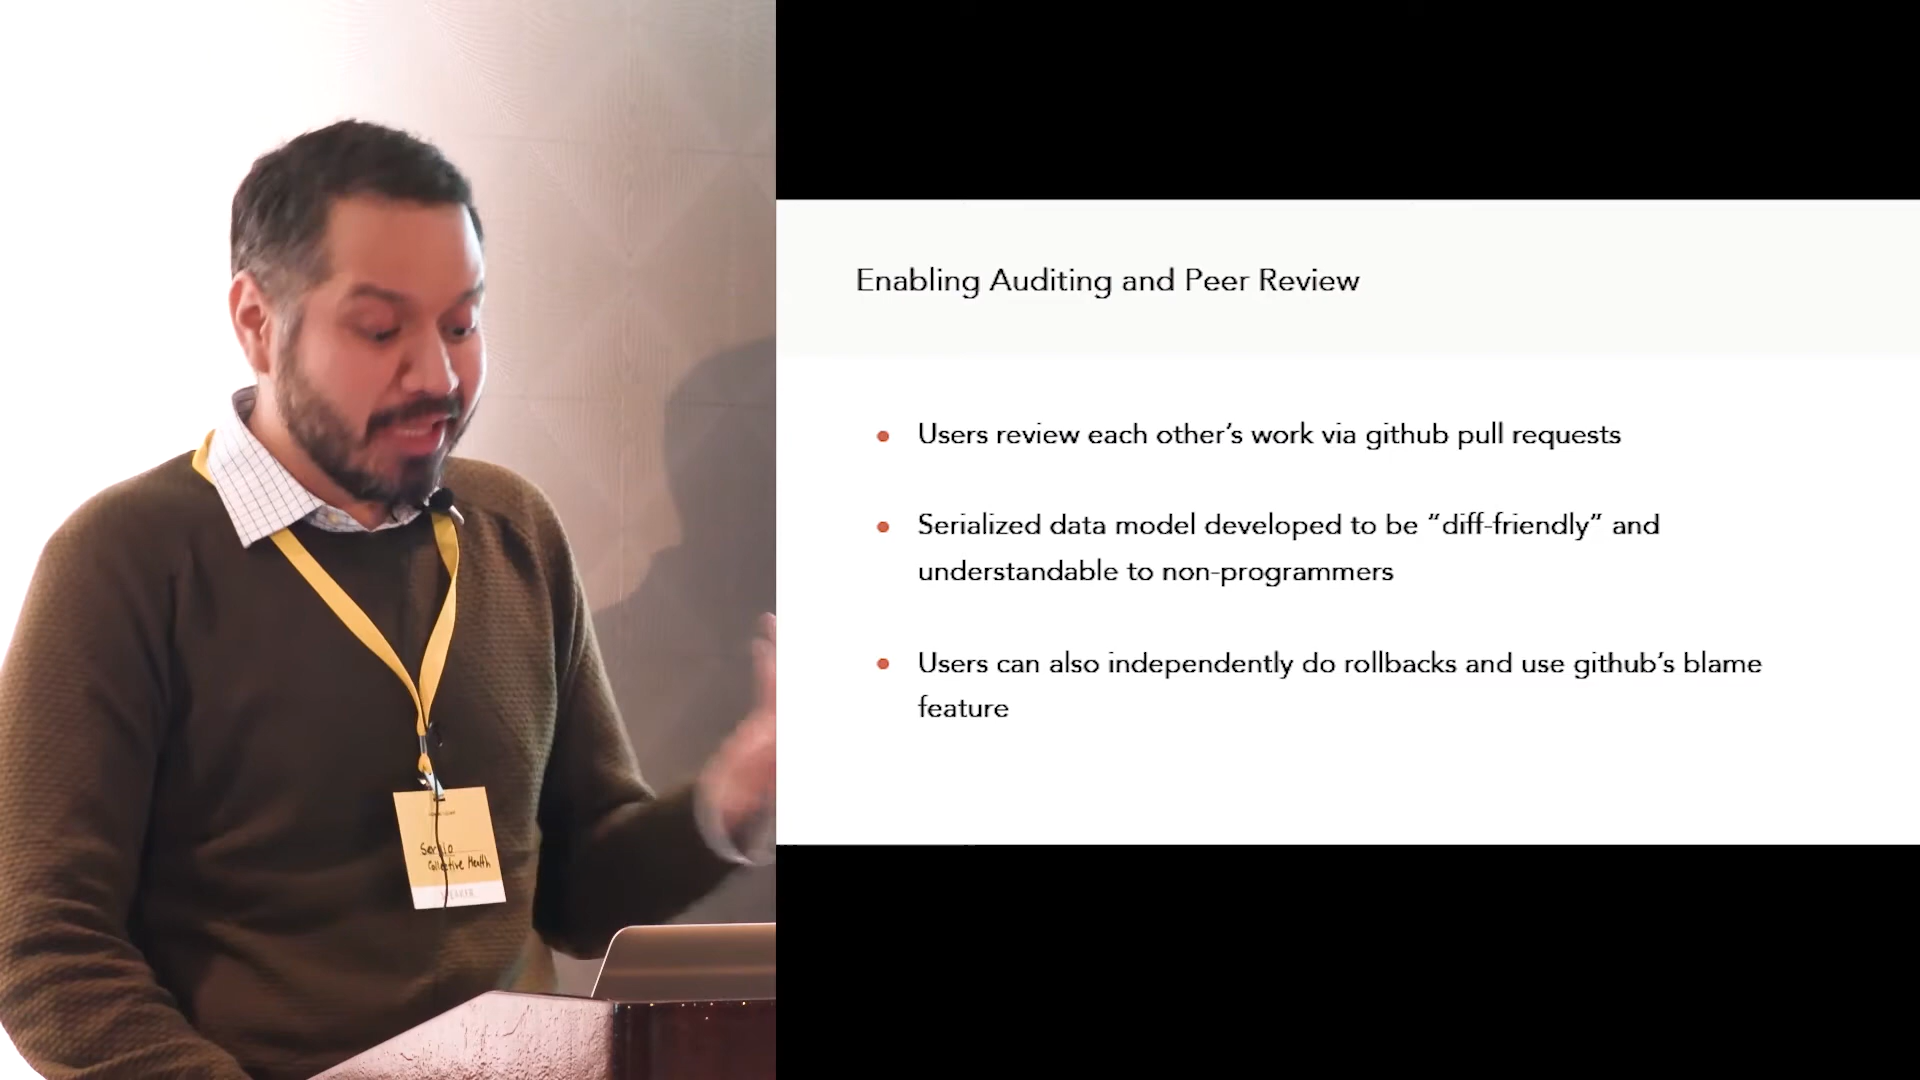 Enabling Auditing and Peer Review
Users review each other’s work via github pull requests
Serialized data model developed to be “diff-friendly” and
understandable to non-programmers
Users can also independently do rollbacks and use github’s blame
feature
Sergio
Collective Health
SPEAKER